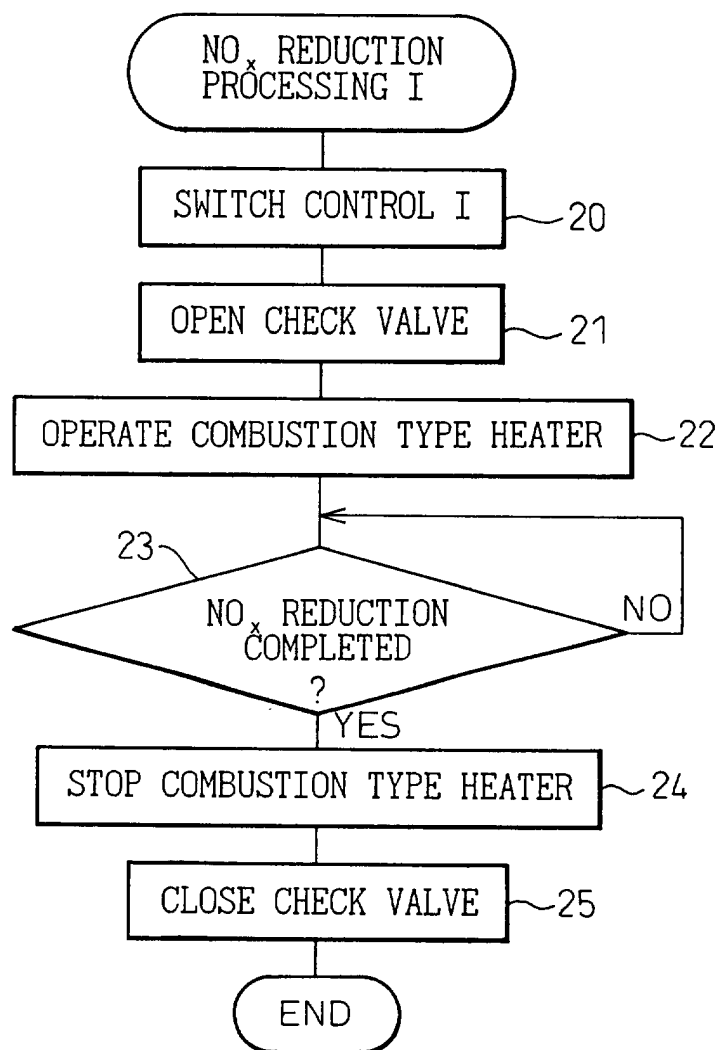 NOx REDUCTION
PROCESSING I
SWITCH CONTROL I
20
OPEN CHECK VALVE
21
OPERATE COMBUSTION TYPE HEATER
22
23
NOx REDUCTION
COMPLETED
?
NO
YES
STOP COMBUSTION TYPE HEATER
24
CLOSE CHECK VALVE
25
END